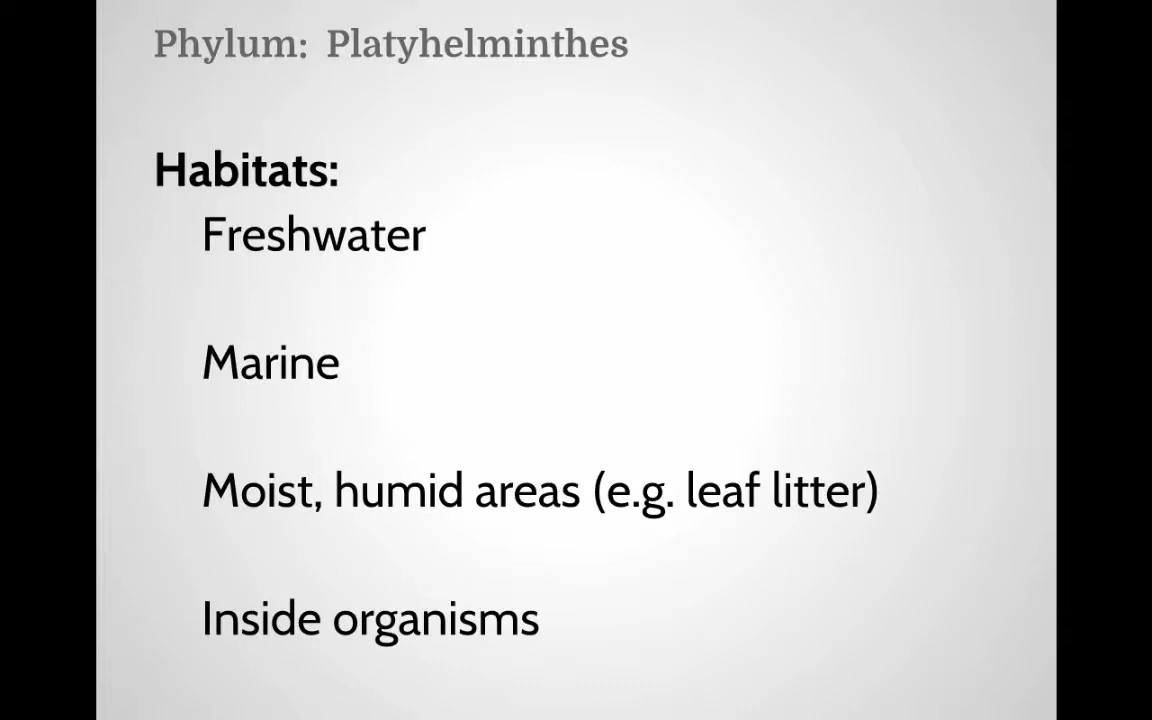 Phylum: Platyhelminthes
Habitats:
Freshwater
Marine
Moist, humid areas (e.g. leaf litter)
Inside organisms